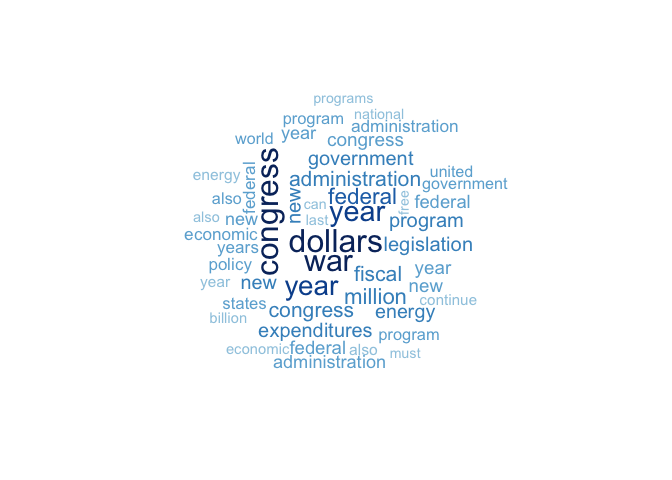 programs
national
program
administration
year
world
congress
government
congress
united
energy
federal
administration
government
new
federal
also
can
free
federal
year
also
new
last
program
economic
dollars
legislation
years
war
policy
fiscal
year
year
new
year
million
new
continue
states
congress
energy
billion
expenditures
program
economic
federal
also
must
administration